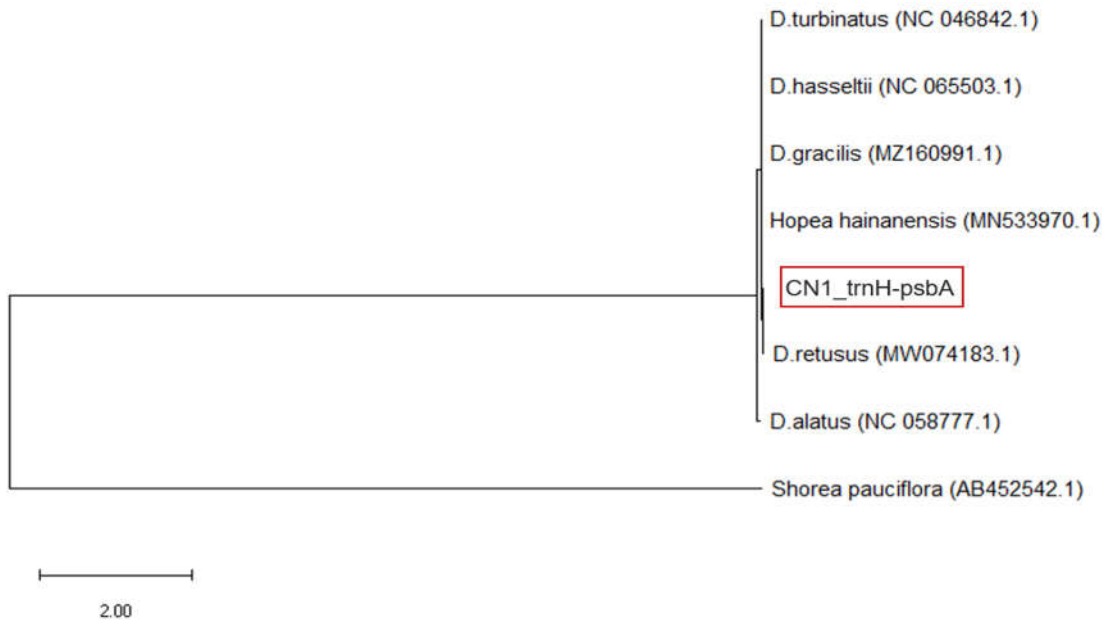 D.turbinatus (NC 046842.1)
D.hasseltii (NC 065503.1)
D.gracilis (MZ160991.1)
Hopea hainanensis (MN533970.1)
CN1_trnH-psbA
D.retusus (MW074183.1)
D.alatus (NC 058777.1)
Shorea pauciflora (AB452542.1)
2.00